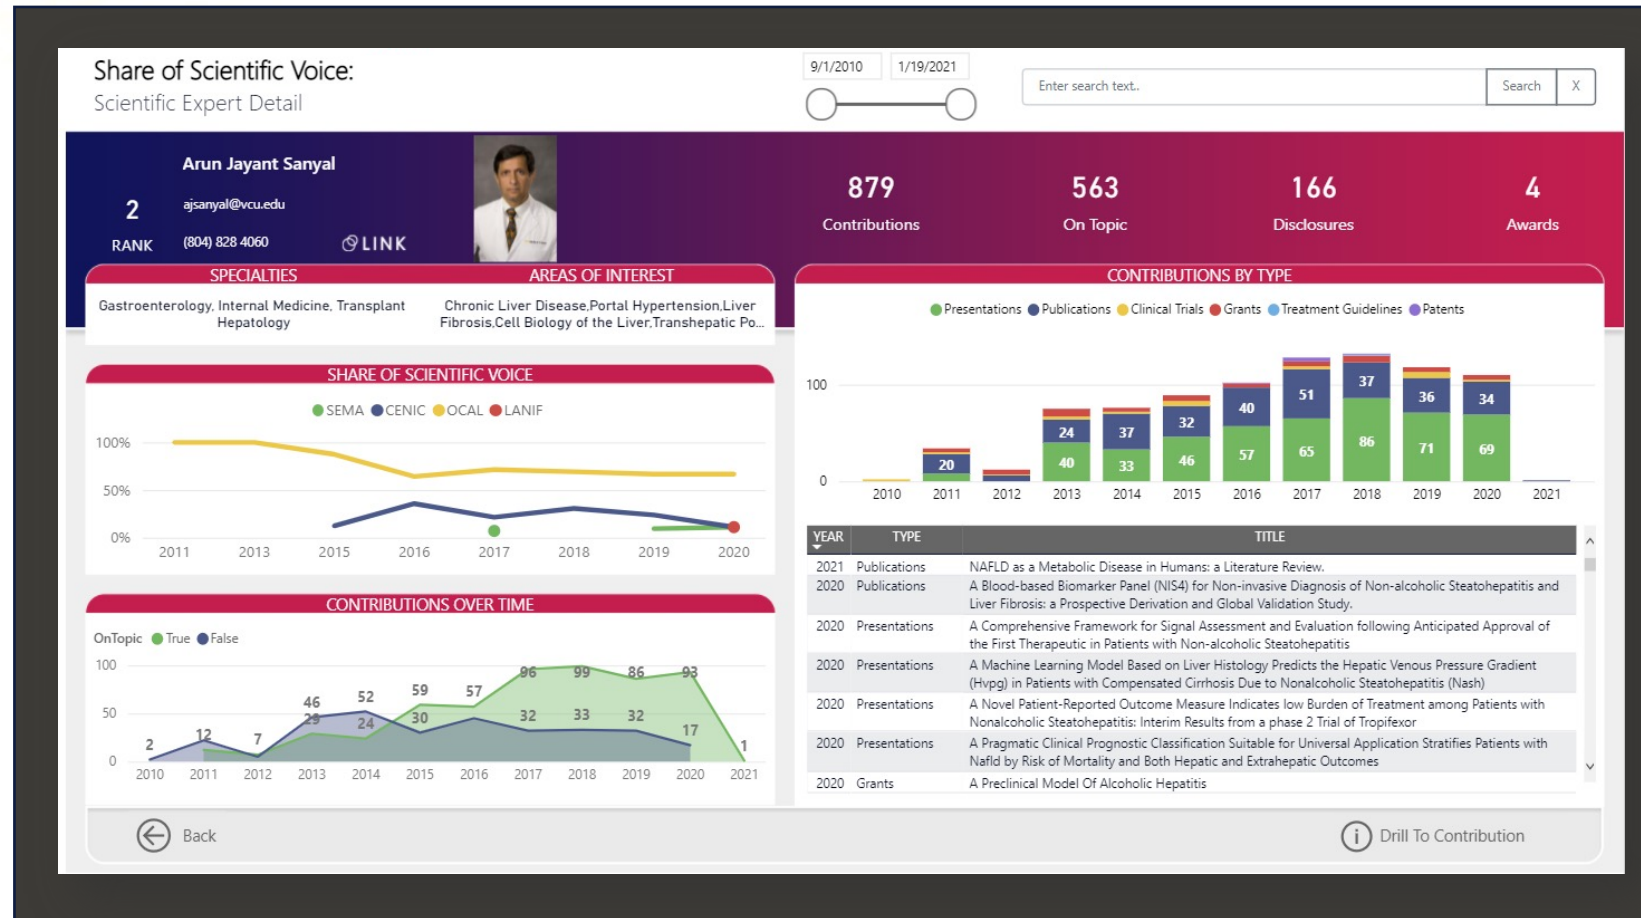 Share of Scientific Voice:
Scientific Expert Detail
9/1/2010 1/19/2021
Enter search text..
Search X
Arun Jayant Sanyal
ajsanyal@vcu.edu
(804) 828 4060
2
RANK
LINK
879
Contributions
563
On Topic
166
Disclosures
4
Awards
SPECIALTIES
Gastroenterology, Internal Medicine, Transplant
Hepatology
AREAS OF INTEREST
Chronic Liver Disease,Portal Hypertension,Liver
Fibrosis,Cell Biology of the Liver,Transhepatic Po...
SHARE OF SCIENTIFIC VOICE
SEMA CENIC OCAL LANIF
100%
50%
0%
2011 2013 2015 2016 2017 2018 2019 2020
CONTRIBUTIONS OVER TIME
OnTopic True False
100
50
0
2 12 7 46 29 52 24 59 30 57 96 32 99 33 86 32 93 17 1
2010 2011 2012 2013 2014 2015 2016 2017 2018 2019 2020 2021
CONTRIBUTIONS BY TYPE
Presentations Publications Clinical Trials Grants Treatment Guidelines Patents
100
0
20
24 40
37 33
32 46
40 57
51 65
37 86
36 71
34 69
2010 2011 2012 2013 2014 2015 2016 2017 2018 2019 2020 2021
YEAR TYPE TITLE
2021 Publications NAFLD as a Metabolic Disease in Humans: a Literature Review.
2020 Publications A Blood-based Biomarker Panel (NIS4) for Non-invasive Diagnosis of Non-alcoholic Steatohepatitis and
Liver Fibrosis: a Prospective Derivation and Global Validation Study.
2020 Presentations A Comprehensive Framework for Signal Assessment and Evaluation following Anticipated Approval of
the First Therapeutic in Patients with Non-alcoholic Steatohepatitis
2020 Presentations A Machine Learning Model Based on Liver Histology Predicts the Hepatic Venous Pressure Gradient
(Hvpg) in Patients with Compensated Cirrhosis Due to Nonalcoholic Steatohepatitis (Nash)
2020 Presentations A Novel Patient-Reported Outcome Measure Indicates low Burden of Treatment among Patients with
Nonalcoholic Steatohepatitis: Interim Results from a phase 2 Trial of Tropifexor
2020 Presentations A Pragmatic Clinical Prognostic Classification Suitable for Universal Application Stratifies Patients with
Nafld by Risk of Mortality and Both Hepatic and Extrahepatic Outcomes
2020 Grants A Preclinical Model Of Alcoholic Hepatitis
Back
i Drill To Contribution